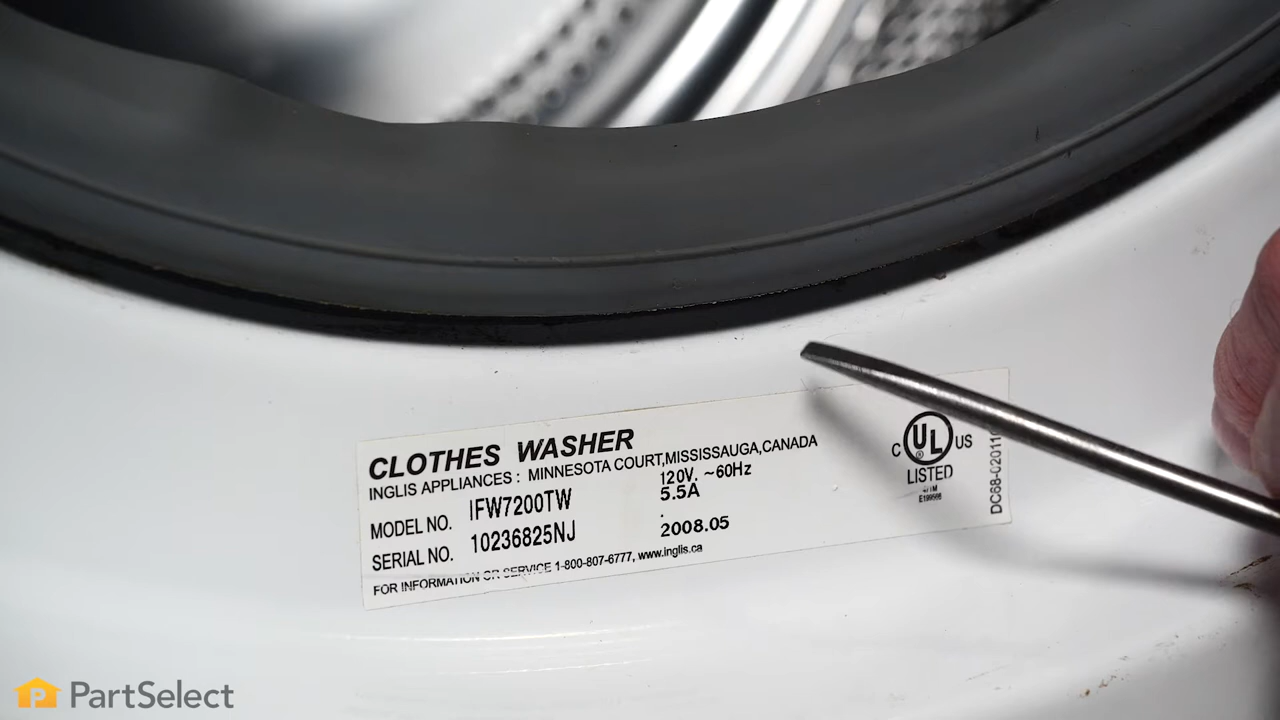 CLOTHES WASHER
INGLIS APPLIANCES : MINNESOTA COURT,MISSISSAUGA,CANADA
MODEL NO. IFW7200TW 120V. ~60Hz
5.5A
SERIAL NO. 10236825NJ 2008.05
FOR INFORMATION OR SERVICE 1-800-807-6777, www.inglis.ca
C UL® US
LISTED
E199566
PartSelect